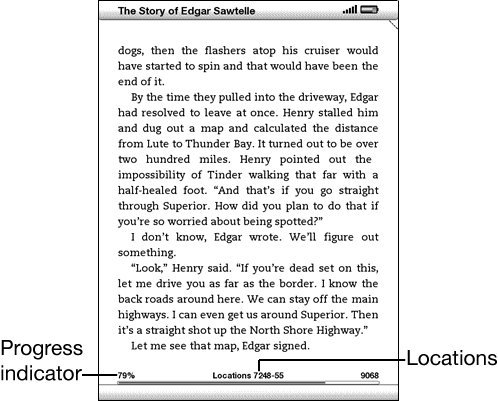 The Story of Edgar Sawtelle
dogs, then the flashers atop his cruiser would
have started to spin and that would have been the
end of it.
By the time they pulled into the driveway, Edgar
had resolved to leave at once. Henry stalled him
and dug out a map and calculated the distance
from Lute to Thunder Bay. It turned out to be over
two hundred miles. Henry pointed out the
impossibility of Tinder walking that far with a
half-healed foot. “And that’s if you go straight
through Superior. How did you plan to do that if
you’re so worried about being spotted?”
I don’t know, Edgar wrote. We’ll figure out
something.
“Look,” Henry said. “If you’re dead set on this,
let me drive you as far as the border. I know the
back roads around here. We can stay off the main
highways. I can even get us around Superior. Then
it’s a straight shot up the North Shore Highway.”
Let me see that map, Edgar signed.
Progress
indicator
79% Locations 7248-55 9068
Locations